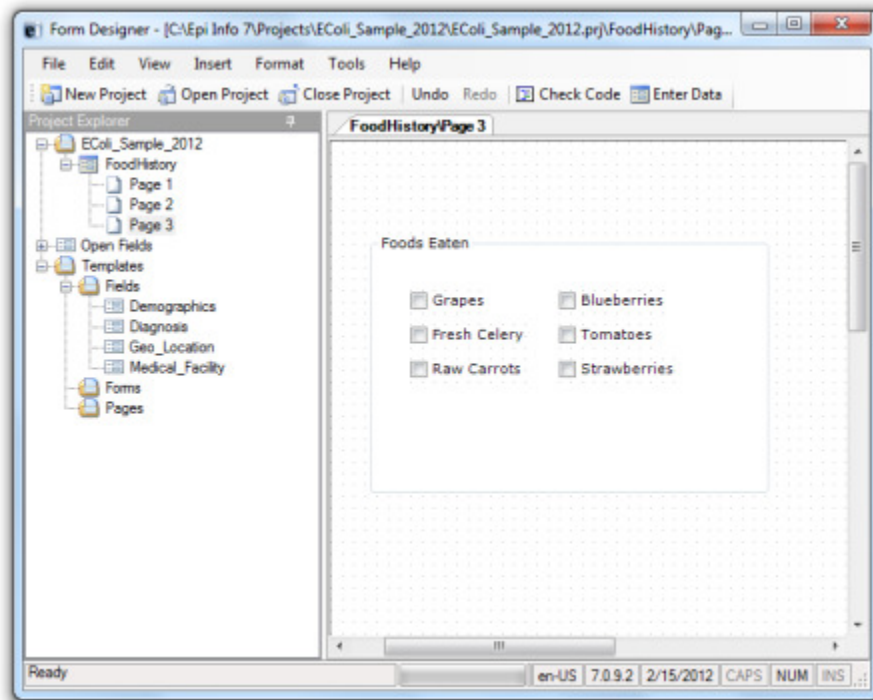 Form Designer - [C:\Epi Info 7\Projects\EColi_Sample_2012\EColi_Sample_2012.prj\FoodHistory\Pag...
File Edit View Insert Format Tools Help
New Project Open Project Close Project Undo Redo Check Code Enter Data
Project Explorer
EColi_Sample_2012
FoodHistory
Page 1
Page 2
Page 3
Open Fields
Templates
Fields
Demographics
Diagnosis
Geo_Location
Medical_Facility
Forms
Pages
FoodHistory\Page 3
Foods Eaten
Grapes Blueberries
Fresh Celery Tomatoes
Raw Carrots Strawberries
Ready en-US 7.0.9.2 2/15/2012 CAPS NUM INS